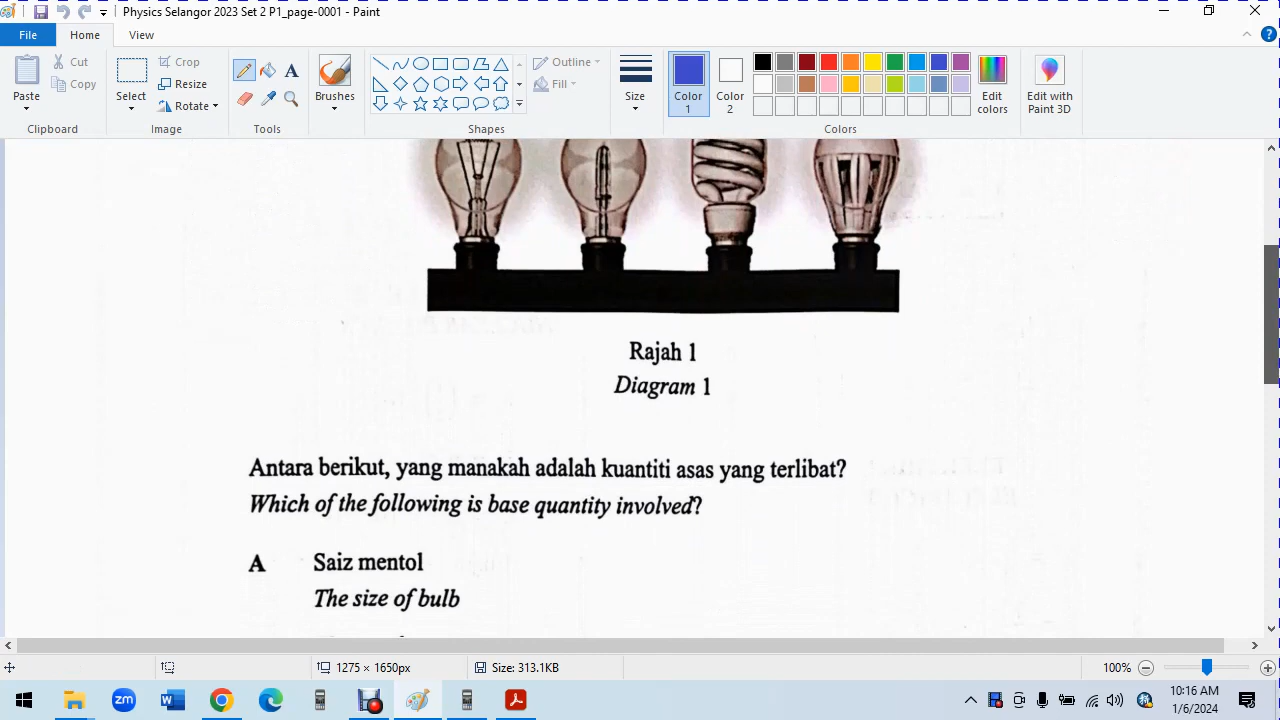 Physics Selangor 2023 Set 2 P1_page-0001 - Paint
File Home View
Paste Cut Copy Select Resize Rotate Brushes Outline Fill Size Color 1 Color 2 Edit colors Edit with Paint 3D
Clipboard Image Tools Shapes Colors
Rajah 1
Diagram 1
Antara berikut, yang manakah adalah kuantiti asas yang terlibat?
Which of the following is base quantity involved?
A Saiz mentol
The size of bulb
1275 × 1650px Size: 313.1KB 100%
zm W
10:16 AM
1/6/2024